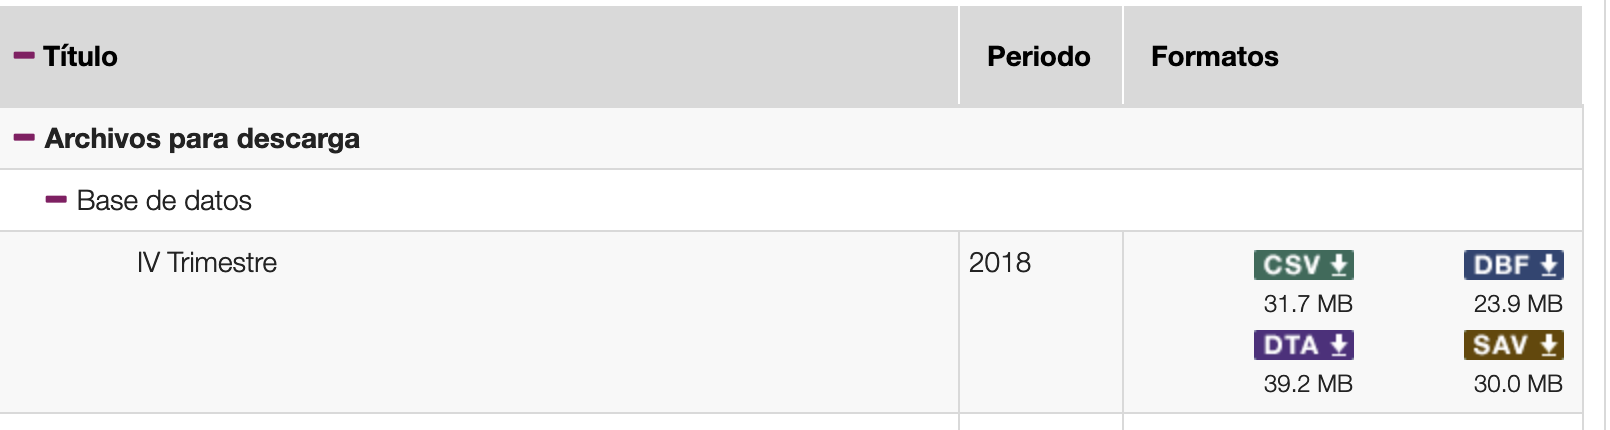 Título Periodo Formatos
Archivos para descarga
Base de datos
IV Trimestre 2018 CSV DBF
31.7 MB 23.9 MB
DTA SAV
39.2 MB 30.0 MB